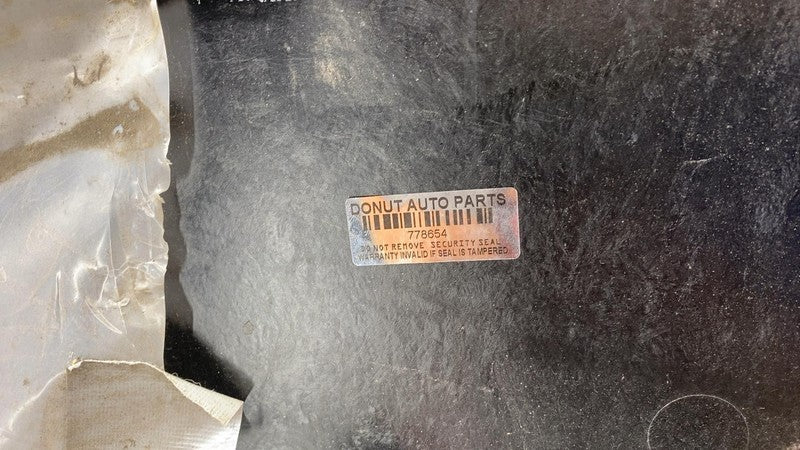 DONUT AUTO PARTS
778654
DO NOT REMOVE SECURITY SEAL
WARRANTY INVALID IF SEAL IS TAMPERED